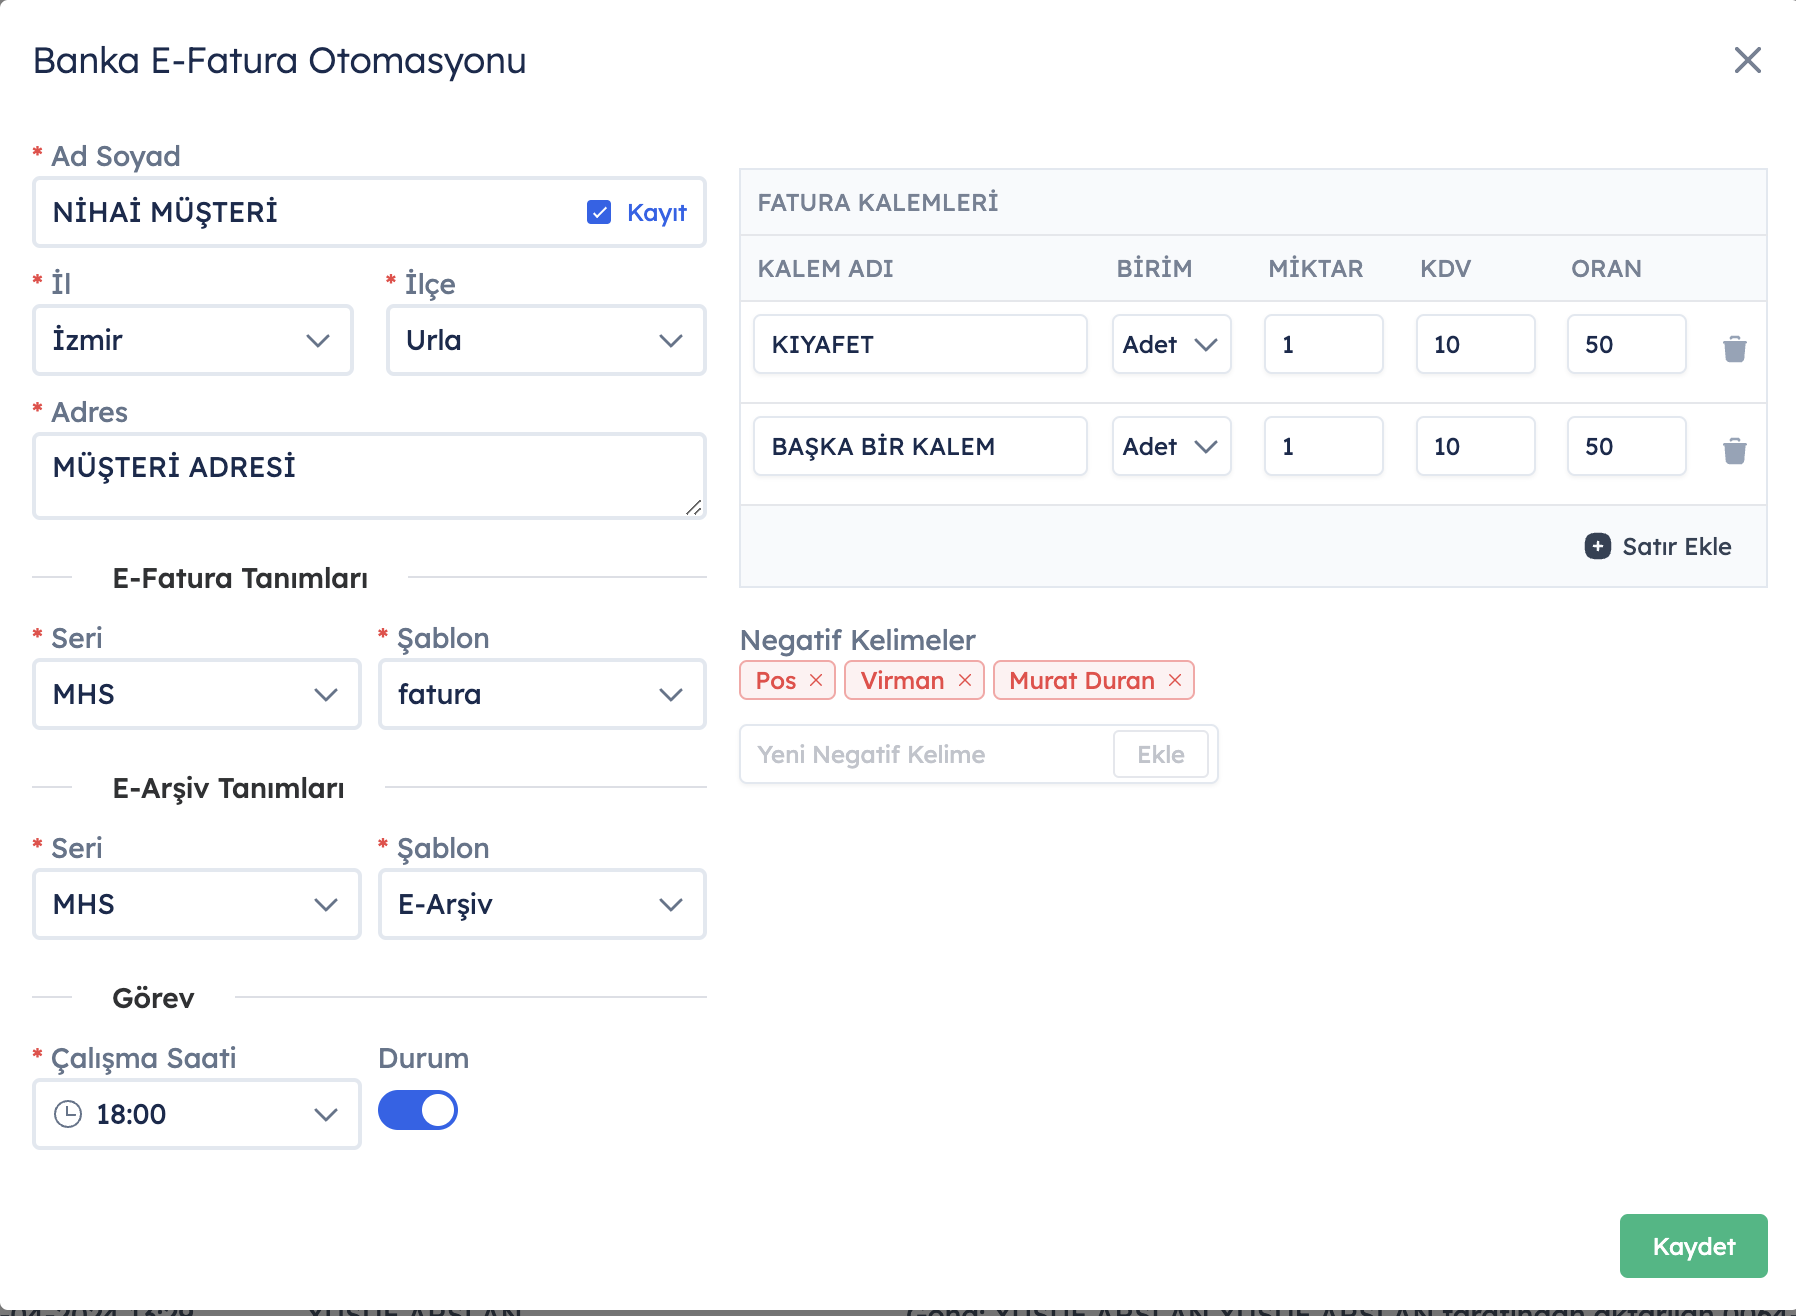 Banka E-Fatura Otomasyonu
* Ad Soyad
NİHAİ MÜŞTERİ
Kayıt
* İl
* İlçe
İzmir
Urla
* Adres
MÜŞTERİ ADRESİ
E-Fatura Tanımları
* Seri
* Şablon
MHS
fatura
E-Arşiv Tanımları
* Seri
* Şablon
MHS
E-Arşiv
Görev
* Çalışma Saati
Durum
18:00
FATURA KALEMLERİ
KALEM ADI BİRİM MİKTAR KDV ORAN
KIYAFET Adet 1 10 50
BAŞKA BİR KALEM Adet 1 10 50
Satır Ekle
Negatif Kelimeler
Pos Virman Murat Duran
Yeni Negatif Kelime Ekle
Kaydet